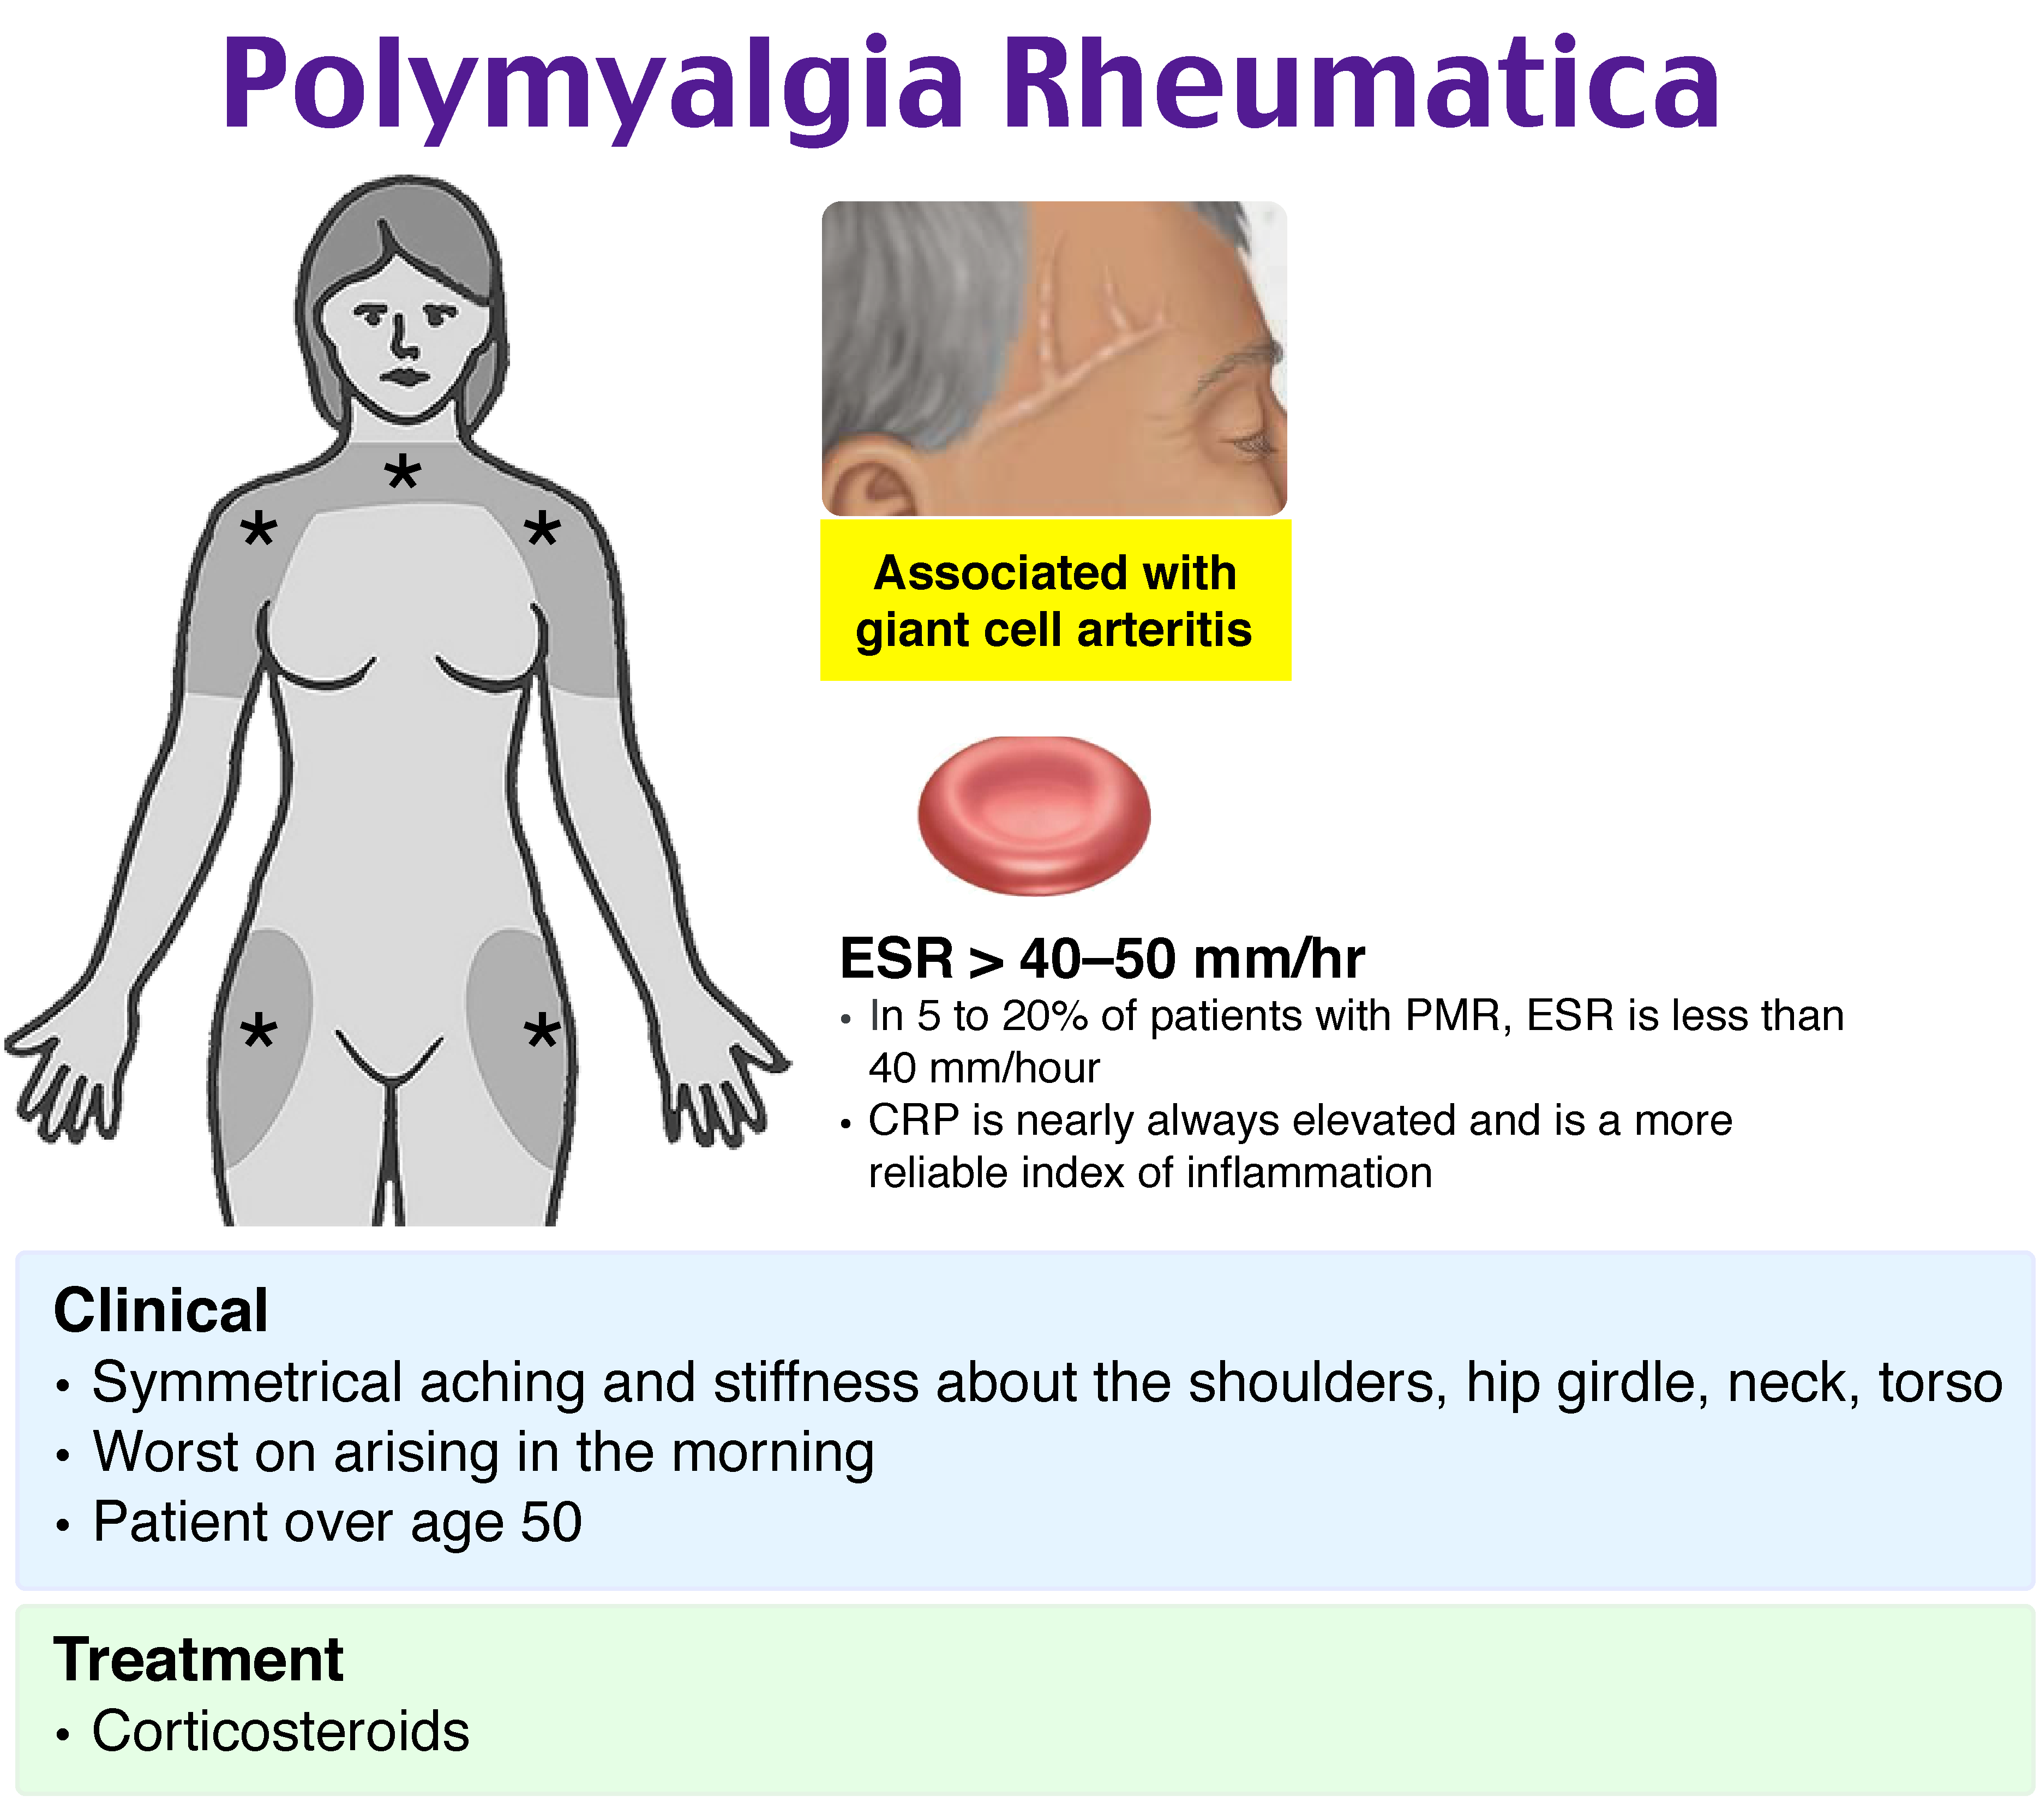 Polymyalgia Rheumatica
*
* *
Associated with
giant cell arteritis
ESR > 40–50 mm/hr
• In 5 to 20% of patients with PMR, ESR is less than
40 mm/hour
• CRP is nearly always elevated and is a more
reliable index of inflammation
* *
Clinical
• Symmetrical aching and stiffness about the shoulders, hip girdle, neck, torso
• Worst on arising in the morning
• Patient over age 50
Treatment
• Corticosteroids